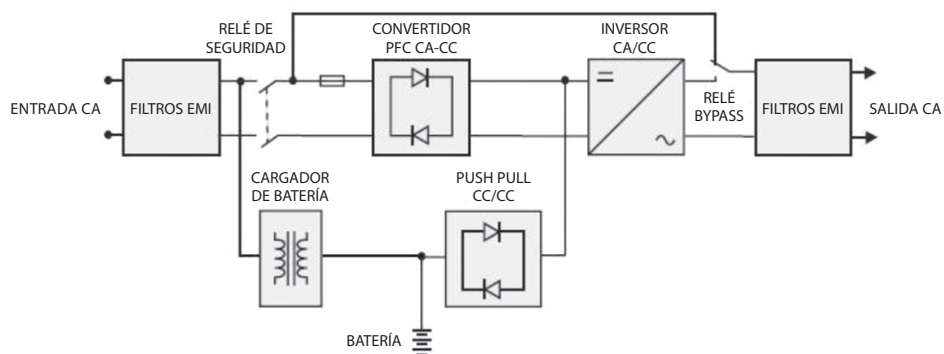 RELÉ DE
SEGURIDAD
CONVERTIDOR
PFC CA-CC
INVERSOR
CA/CC
ENTRADA CA
FILTROS EMI
RELÉ
BYPASS
FILTROS EMI
SALIDA CA
CARGADOR
DE BATERÍA
PUSH PULL
CC/CC
BATERÍA